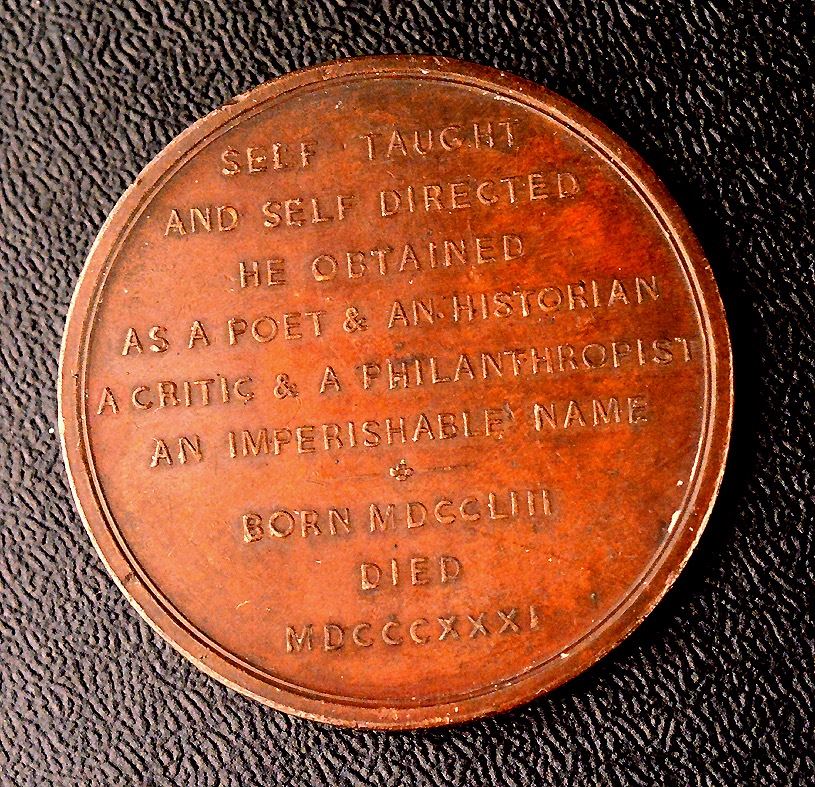 SELF TAUGHT
AND SELF DIRECTED
HE OBTAINED
AS A POET & AN HISTORIAN
A CRITIC & A PHILANTHROPIST
AN IMPERISHABLE NAME
BORN MDCCLIII
DIED
MDCCCXXXI